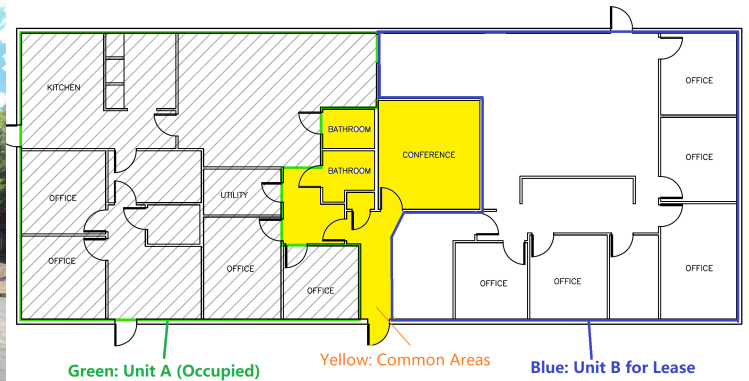 KITCHEN
OFFICE
BATHROOM
CONFERENCE
BATHROOM
OFFICE
OFFICE
UTILITY
OFFICE
OFFICE
OFFICE
OFFICE
OFFICE
OFFICE
OFFICE
Green: Unit A (Occupied)
Yellow: Common Areas
Blue: Unit B for Lease